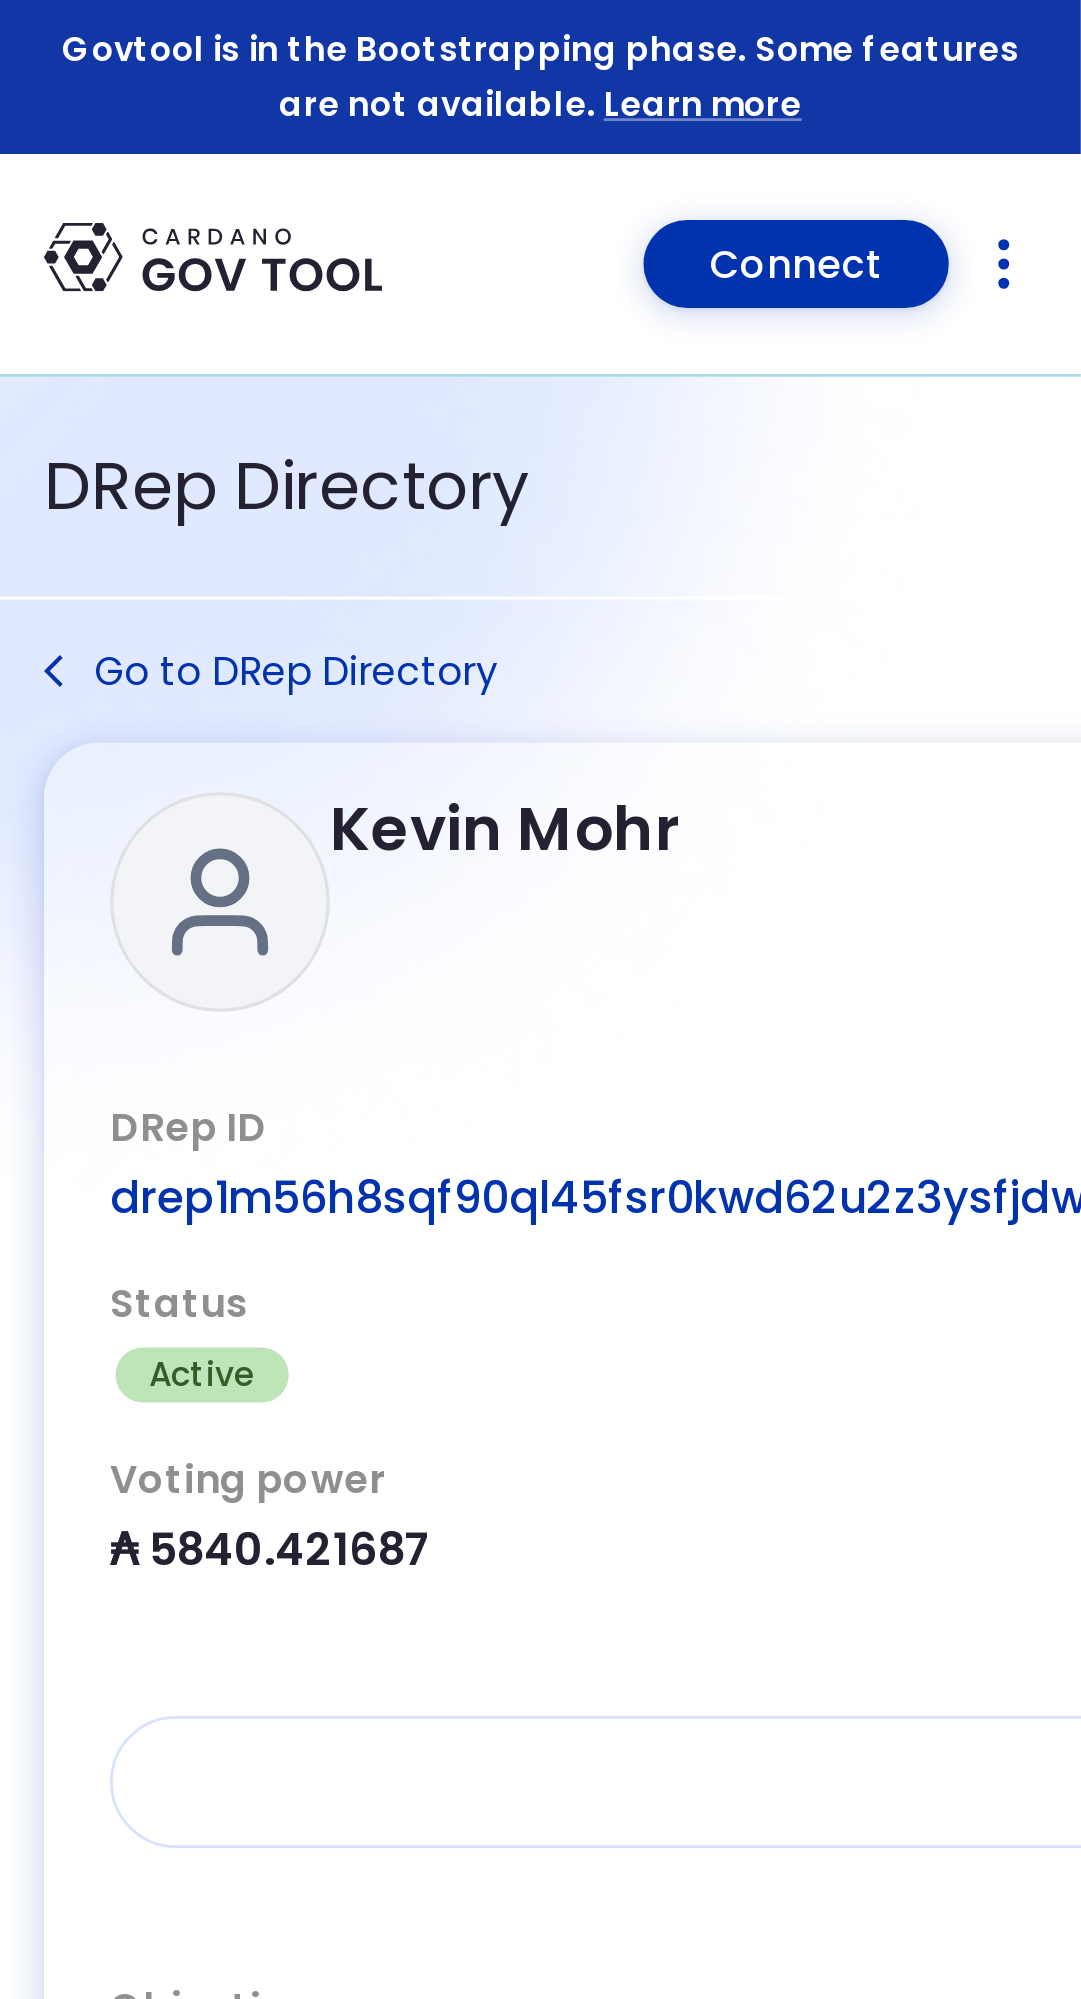 Govtool is in the Bootstrapping phase. Some features
are not available. Learn more
CARDANO
GOV TOOL
Connect
DRep Directory
Go to DRep Directory
Kevin Mohr
DRep ID
drep1m56h8sqf90ql45fsr0kwd62u2z3ysfjdw
Status
Active
Voting power
₳ 5840.421687